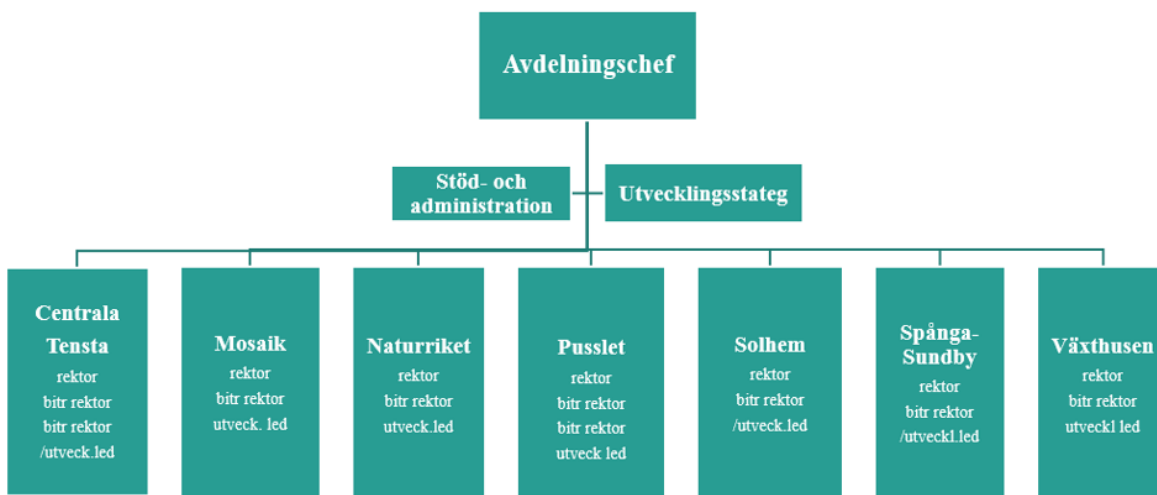 Avdelningschef
Stöd- och
administration
Utvecklingsstateg
Centrala
Tensta
rektor
bitr rektor
bitr rektor
/utveck.led
Mosaik
rektor
bitr rektor
utveck. led
Naturriket
rektor
bitr rektor
utveck.led
Pusslet
rektor
bitr rektor
bitr rektor
utveck led
Solhem
rektor
bitr rektor
/utveck.led
Spånga-
Sundby
rektor
bitr rektor
/utveckl.led
Växthusen
rektor
bitr rektor
utveckl led